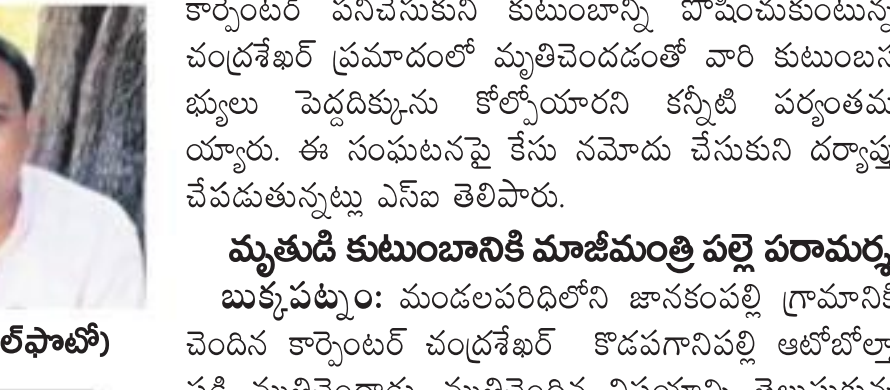 కార్పెంటర్ పనిచేసుకుని కుటుంబాన్ని పోషించుకుంటున్న
చంద్రశేఖర్ ప్రమాదంలో మృతిచెందడంతో వారి కుటుంబస
భ్యులు పెద్దదిక్కును కోల్పోయారని కన్నీటి పర్యంతమ
య్యారు. ఈ సంఘటనపై కేసు నమోదు చేసుకుని దర్యాప్తు
చేపడుతున్నట్లు ఎస్ఐ తెలిపారు.
మృతుడి కుటుంబానికి మాజీమంత్రి పల్లె పరామర్శ
బుక్కపట్నం: మండలపరిధిలోని జానకంపల్లి గ్రామానికి
చెందిన కార్పెంటర్ చంద్రశేఖర్ కొడపగానిపల్లి ఆటోబోల్తా
ల్‌ఫొటో)